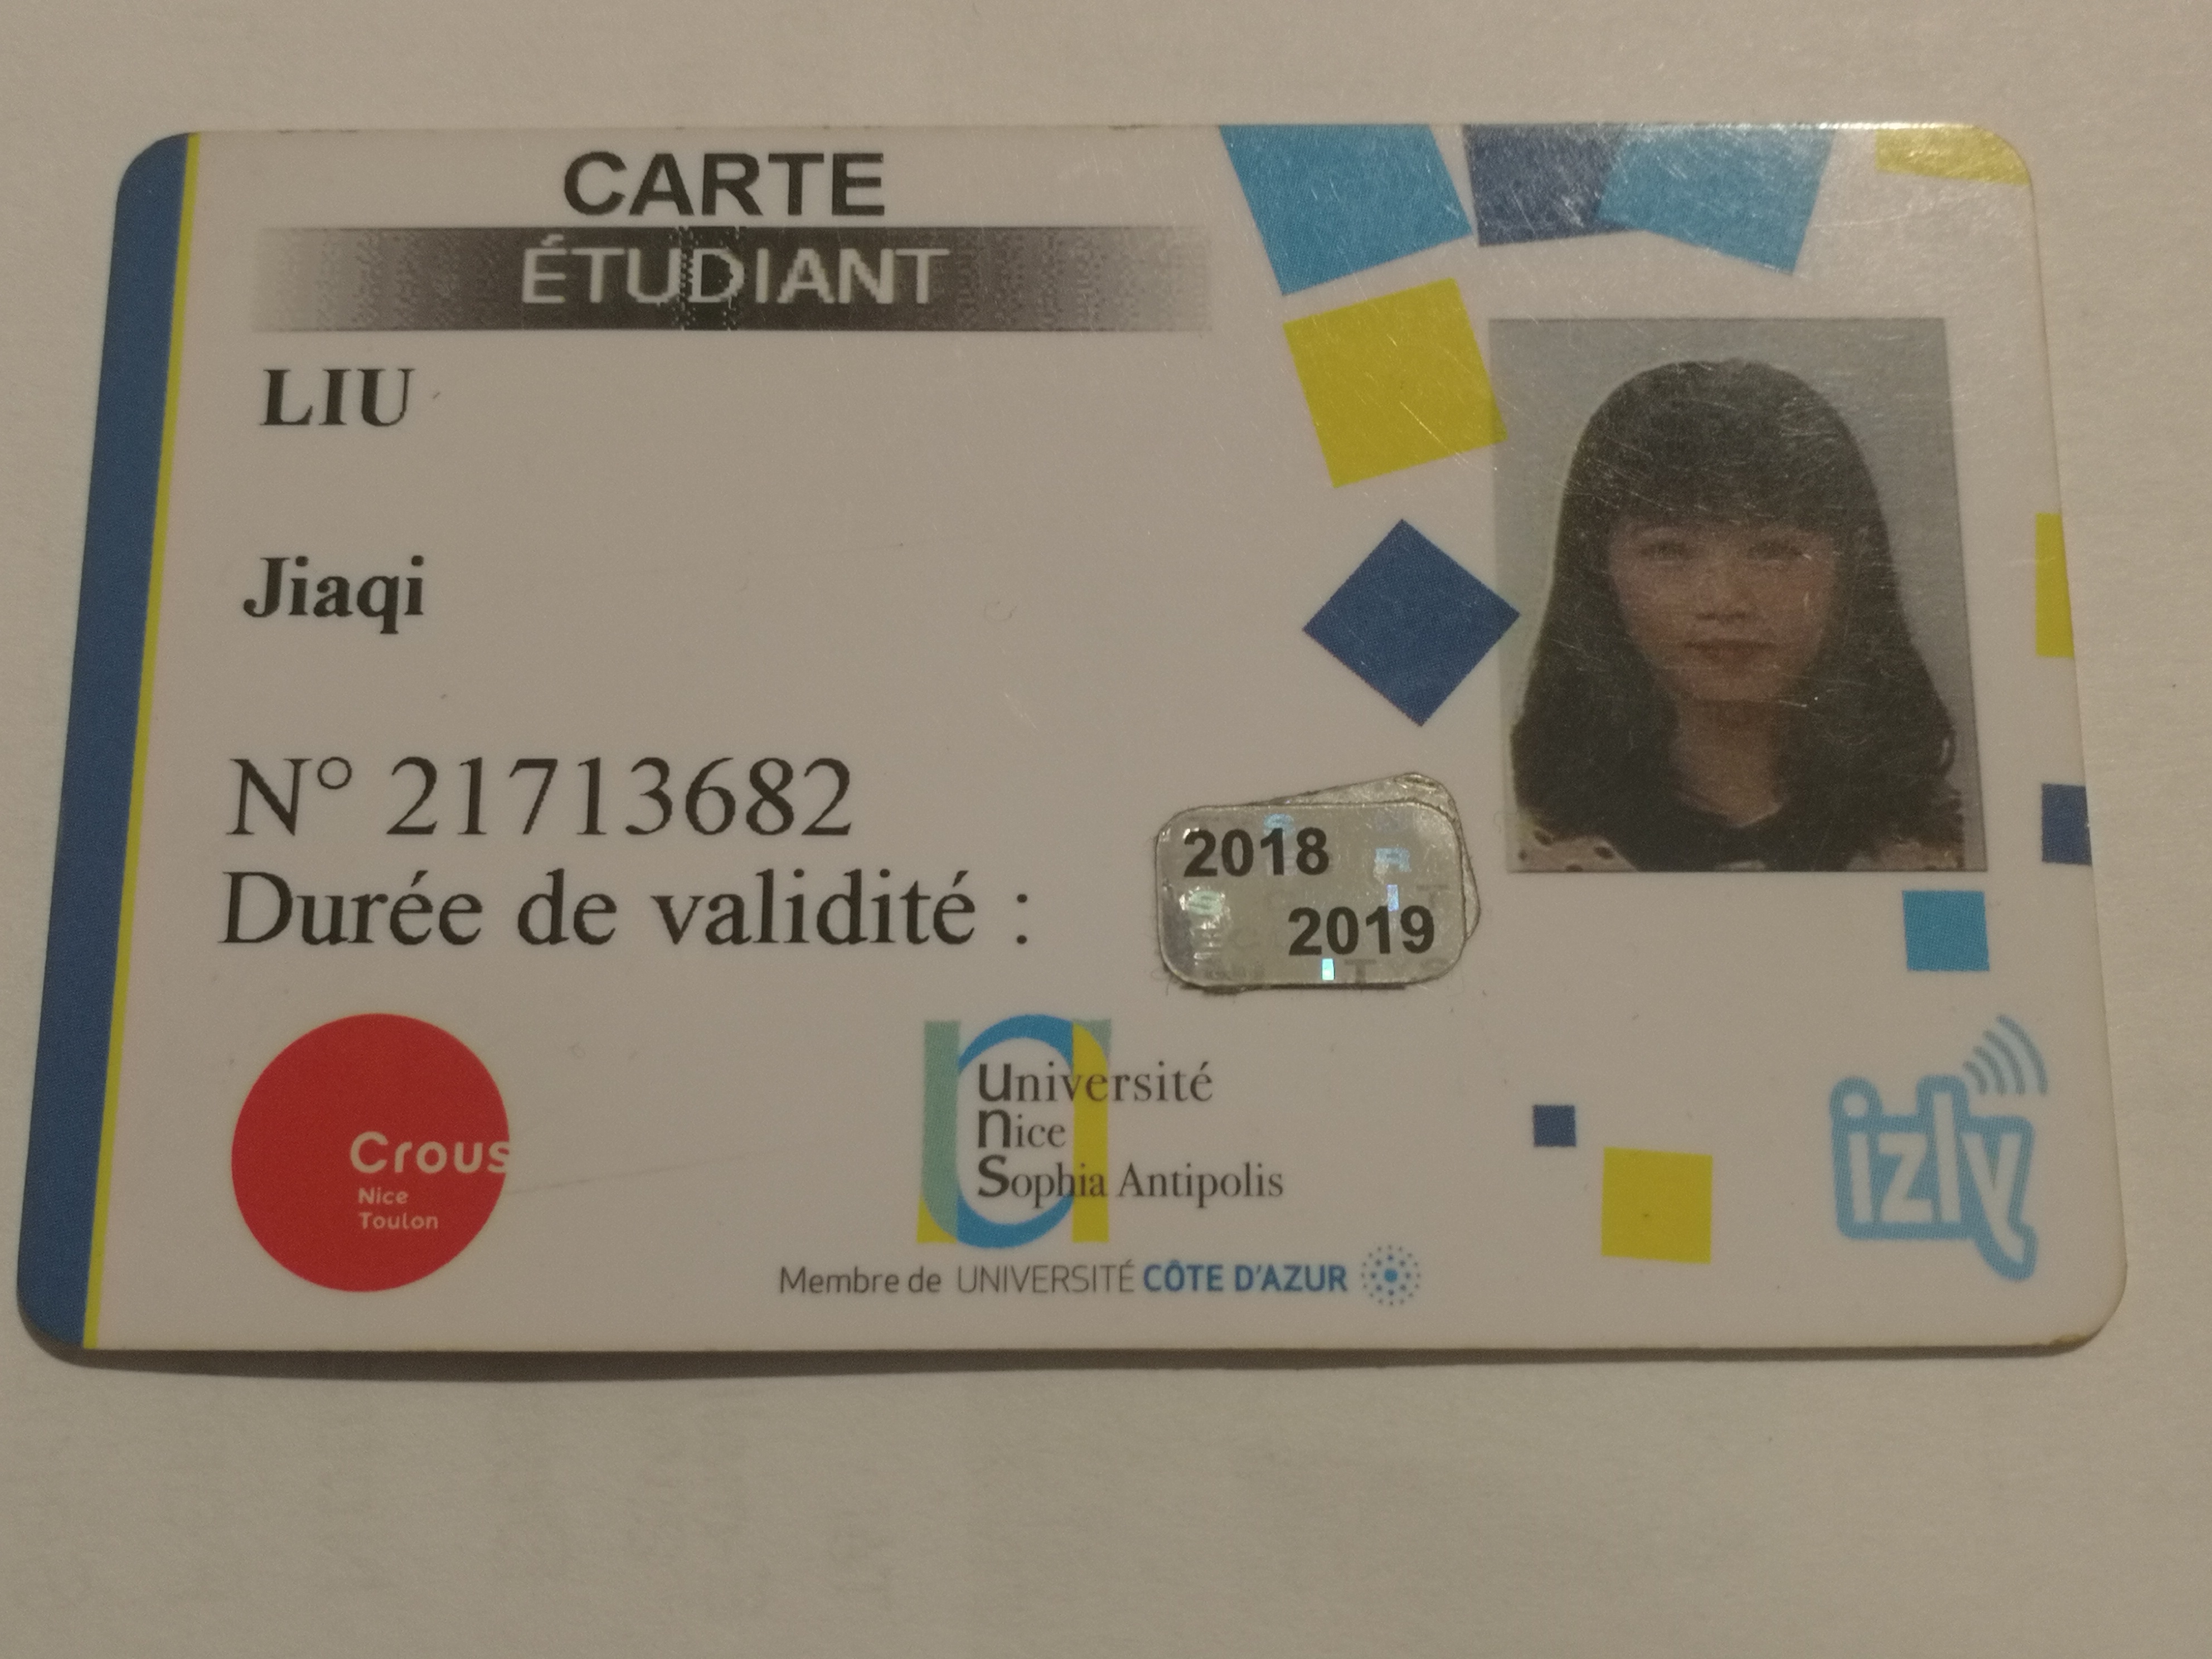 CARTE
ÉTUDIANT
LIU
Jiaqi
N° 21713682
Durée de validité :
2018
2019
Crous
Nice
Toulon
Université
Nice
Sophia Antipolis
Membre de UNIVERSITÉ CÔTE D'AZUR
izly